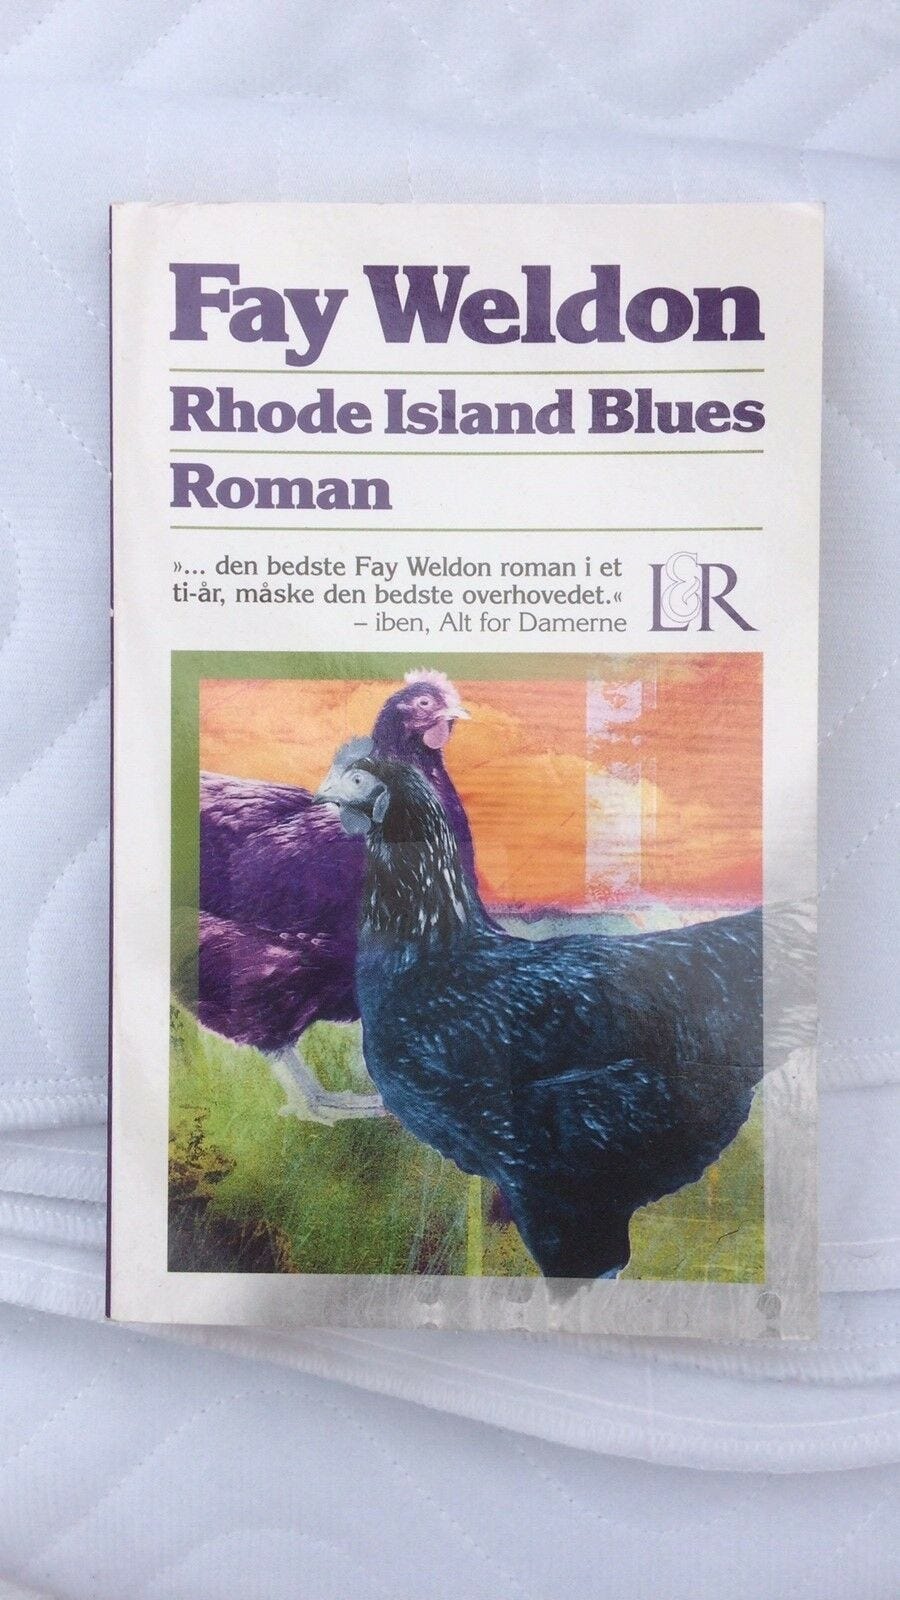 Fay Weldon
Rhode Island Blues
Roman
»... den bedste Fay Weldon roman i et
ti-år, måske den bedste overhovedet.«
– iben, Alt for Damerne
L&R